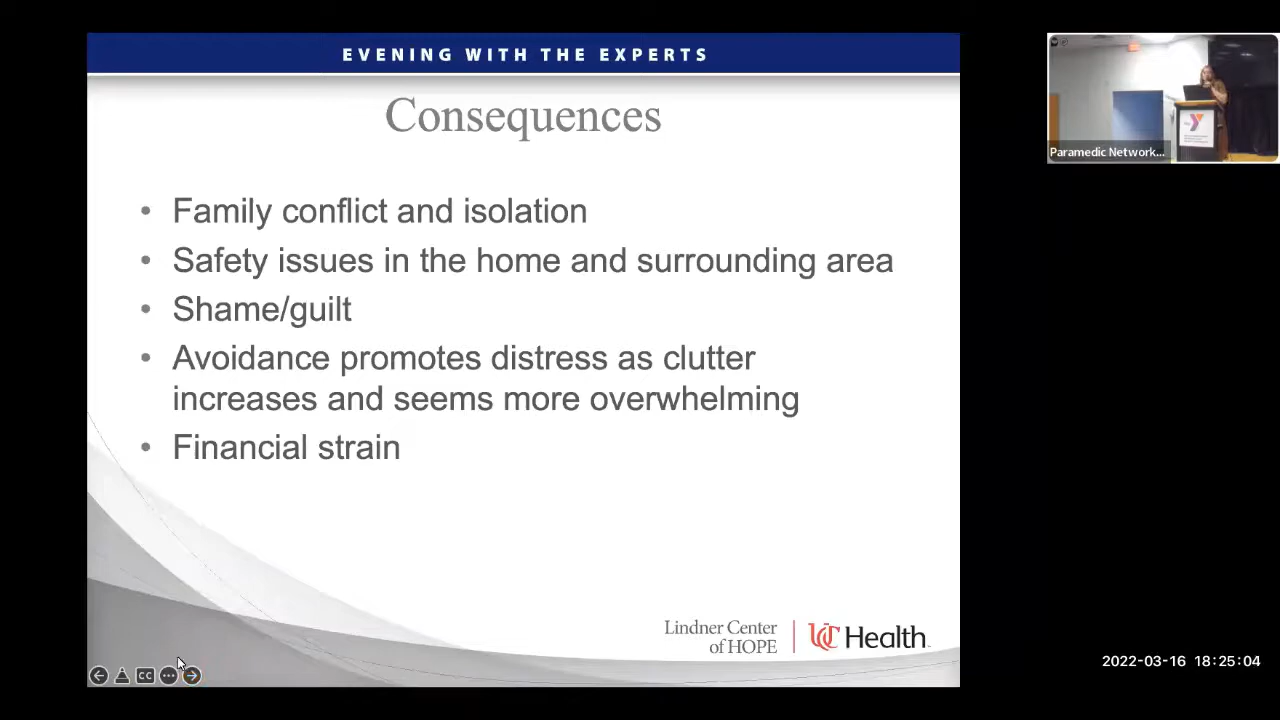 EVENING WITH THE EXPERTS
Consequences
• Family conflict and isolation
• Safety issues in the home and surrounding area
• Shame/guilt
• Avoidance promotes distress as clutter
increases and seems more overwhelming
• Financial strain
Lindner Center
of HOPE
UC Health
CC
Paramedic Network...
2022-03-16 18:25:04